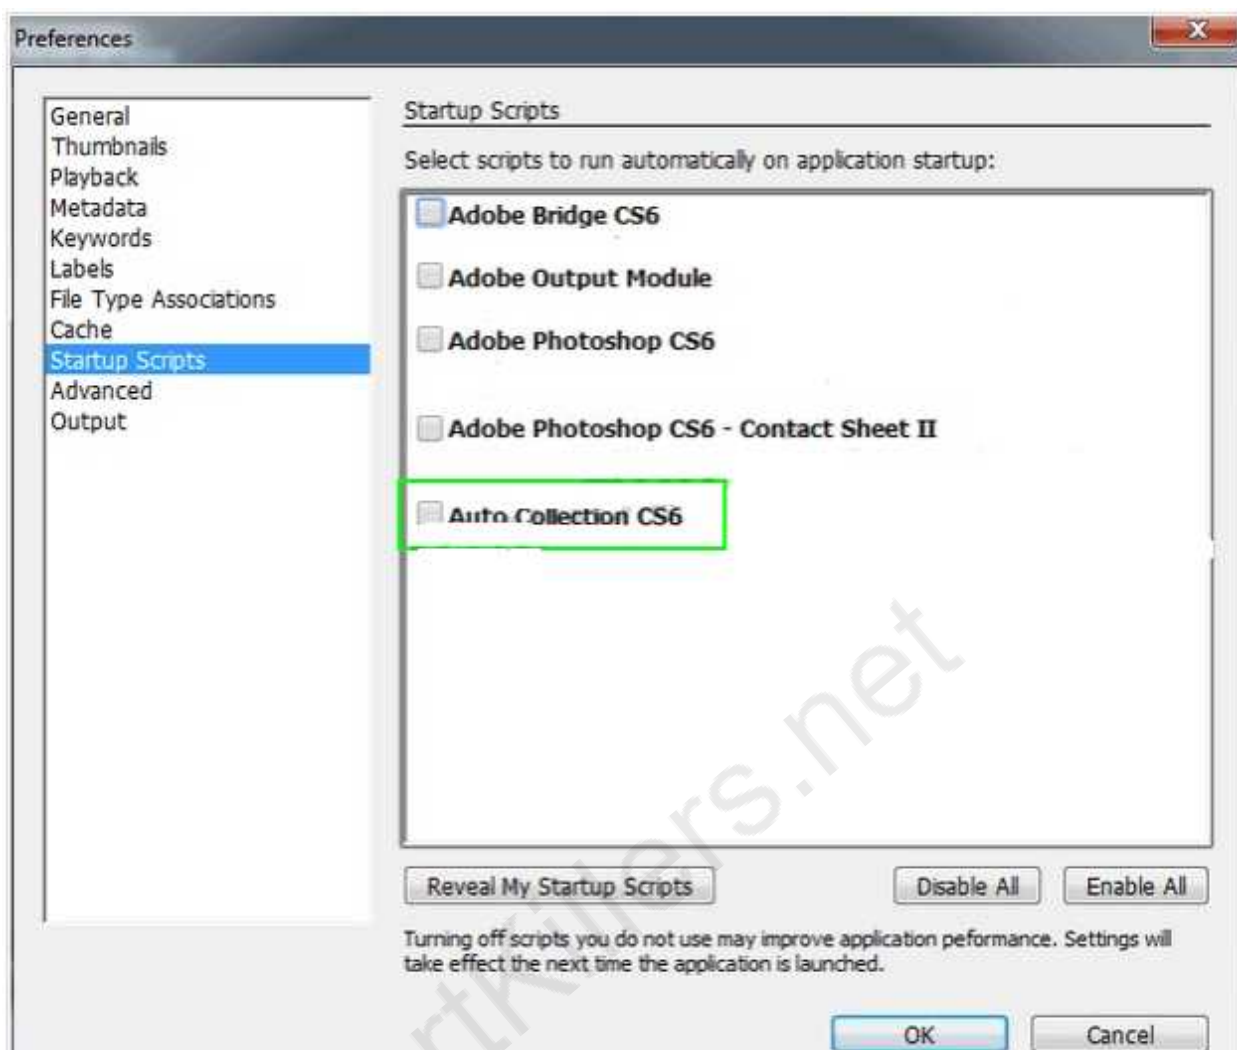 Preferences
X
General
Thumbnails
Playback
Metadata
Keywords
Labels
File Type Associations
Cache
Startup Scripts
Advanced
Output
Startup Scripts
Select scripts to run automatically on application startup:
Adobe Bridge CS6
Adobe Output Module
Adobe Photoshop CS6
Adobe Photoshop CS6 - Contact Sheet II
Auto Collection CS6
Reveal My Startup Scripts
Disable All
Enable All
Turning off scripts you do not use may improve application peformance. Settings will
take effect the next time the application is launched.
OK
Cancel
rtkillers.net